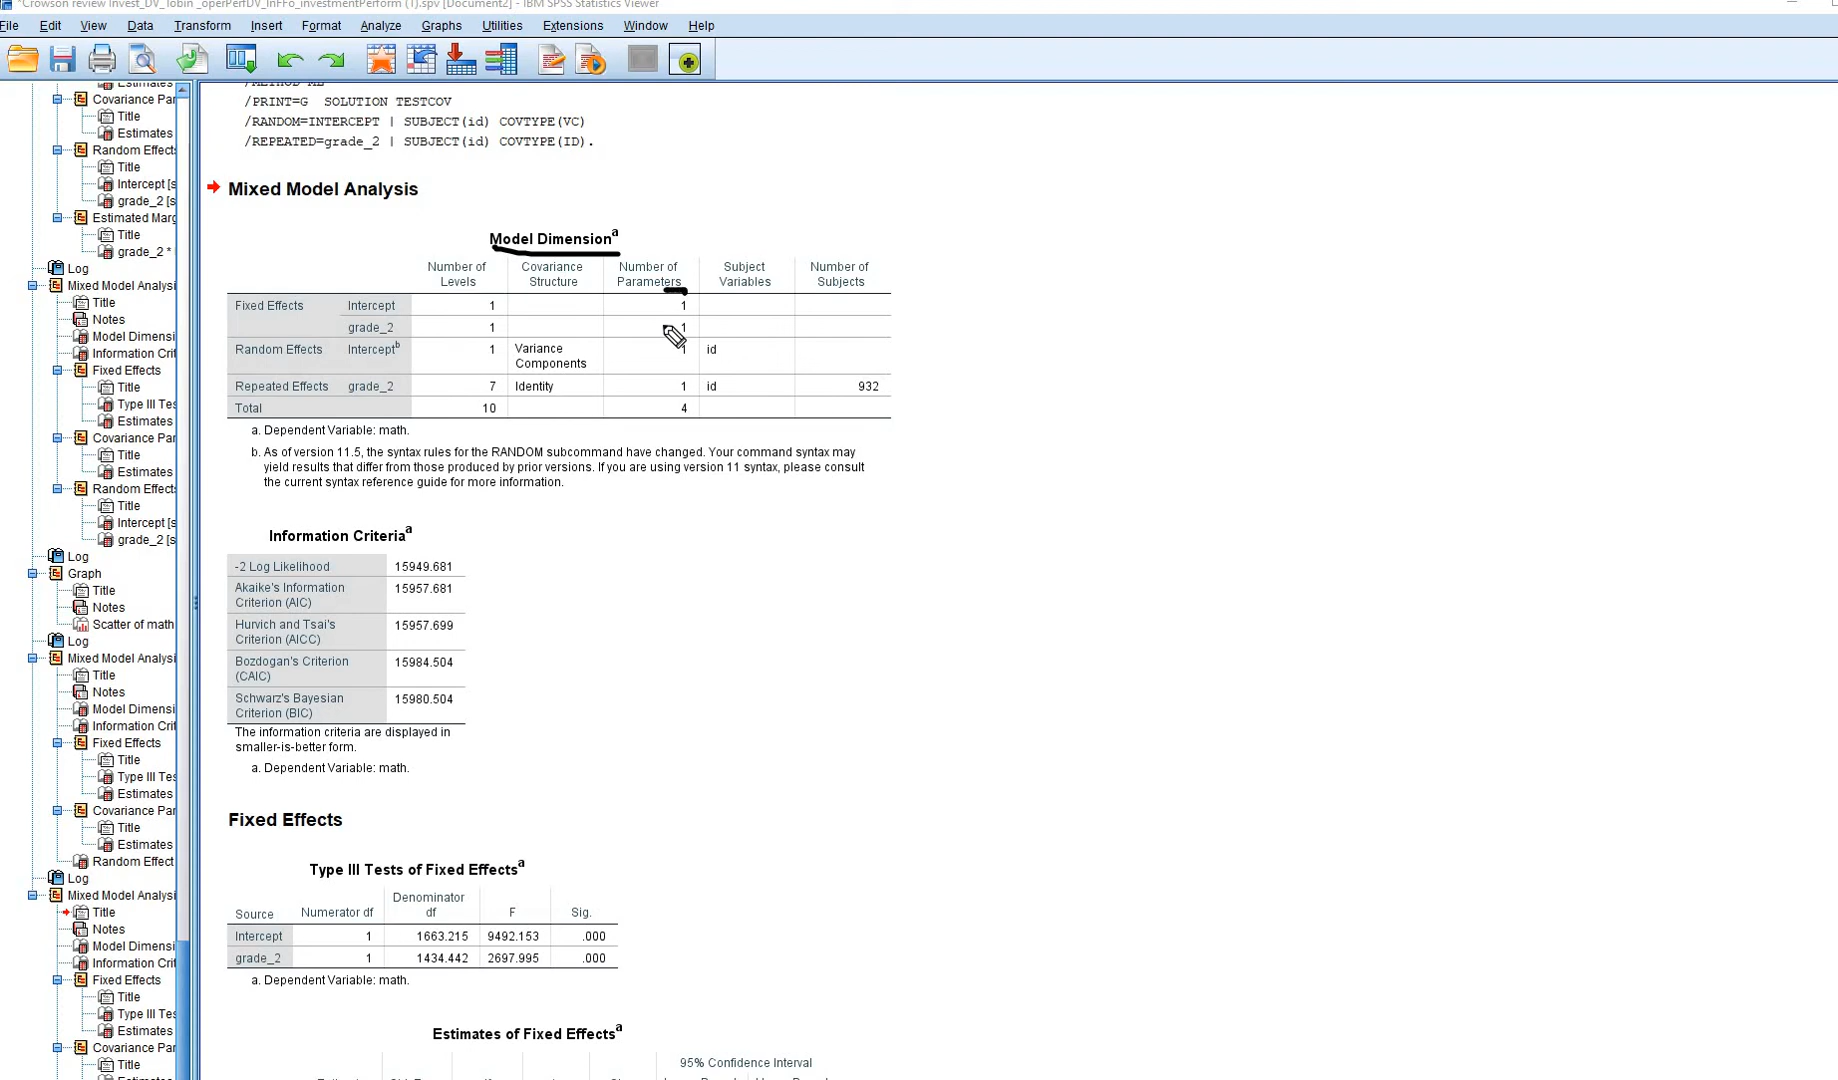 *Crowson review Invest_DV_Tobin _operPerfDV_InFFo_investmentPerform (1).spv [Document2] - IBM SPSS Statistics Viewer
File Edit View Data Transform Insert Format Analyze Graphs Utilities Extensions Window Help
Estimates
Covariance Par
Title
Estimates
Random Effects
Title
Intercept [s
grade_2 [s
Estimated Marg
Title
grade_2 *
Log
Mixed Model Analysi
Title
Notes
Model Dimensi
Information Crit
Fixed Effects
Title
Type III Tes
Estimates
Covariance Par
Title
Estimates
Random Effects
Title
Intercept [s
grade_2 [s
Log
Graph
Title
Notes
Scatter of math
Log
Mixed Model Analysi
Title
Notes
Model Dimensi
Information Crit
Fixed Effects
Title
Type III Tes
Estimates
Covariance Par
Title
Estimates
Random Effect
Log
Mixed Model Analysi
Title
Notes
Model Dimensi
Information Crit
Fixed Effects
Title
Type III Tes
Estimates
Covariance Par
Title
/METHOD=ML
/PRINT=G SOLUTION TESTCOV
/RANDOM=INTERCEPT | SUBJECT(id) COVTYPE(VC)
/REPEATED=grade_2 | SUBJECT(id) COVTYPE(ID).
Mixed Model Analysis
Model Dimension a
Number of Levels Covariance Structure Number of Parameters Subject Variables Number of Subjects
Fixed Effects Intercept 1 1
grade_2 1 1
Random Effects Intercept b 1 Variance Components 1 id
Repeated Effects grade_2 7 Identity 1 id 932
Total 10 4
a. Dependent Variable: math.
b. As of version 11.5, the syntax rules for the RANDOM subcommand have changed. Your command syntax may
yield results that differ from those produced by prior versions. If you are using version 11 syntax, please consult
the current syntax reference guide for more information.
Information Criteria a
-2 Log Likelihood 15949.681
Akaike's Information Criterion (AIC) 15957.681
Hurvich and Tsai's Criterion (AICC) 15957.699
Bozdogan's Criterion (CAIC) 15984.504
Schwarz's Bayesian Criterion (BIC) 15980.504
The information criteria are displayed in
smaller-is-better form.
a. Dependent Variable: math.
Fixed Effects
Type III Tests of Fixed Effects a
Source Numerator df Denominator df F Sig.
Intercept 1 1663.215 9492.153 .000
grade_2 1 1434.442 2697.995 .000
a. Dependent Variable: math.
Estimates of Fixed Effects a
95% Confidence Interval